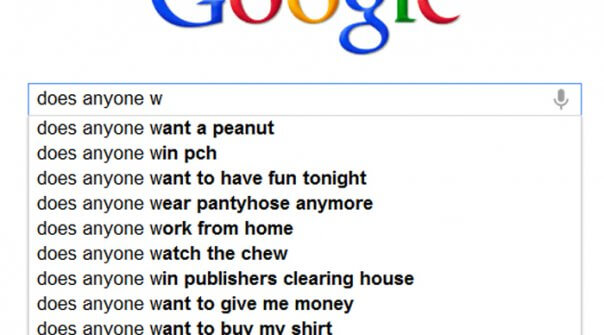 Google
does anyone w
does anyone want a peanut
does anyone win pch
does anyone want to have fun tonight
does anyone wear pantyhose anymore
does anyone work from home
does anyone watch the chew
does anyone win publishers clearing house
does anyone want to give me money
does anyone want to buy my shirt